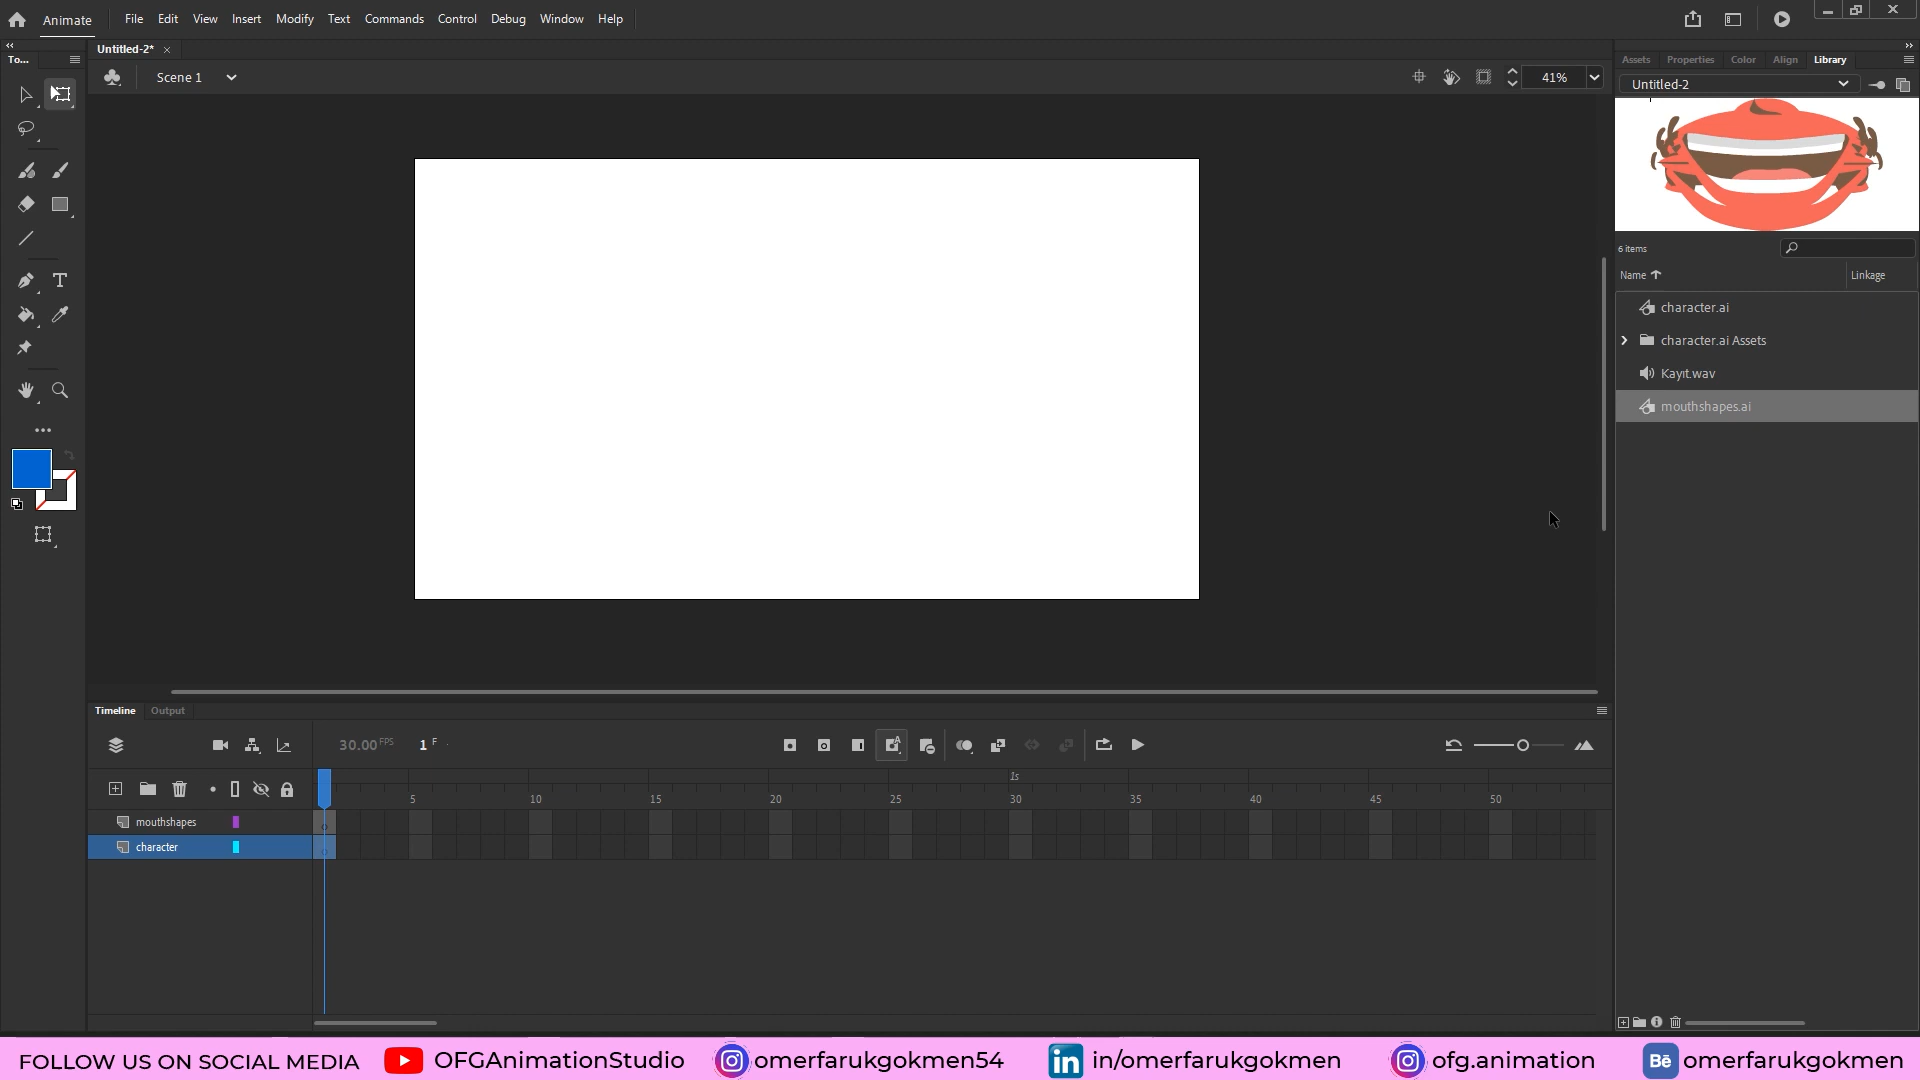 Animate File Edit View Insert Modify Text Commands Control Debug Window Help
To... Untitled-2* Assets Properties Color Align Library
Scene 1 41% Untitled-2
6 items
Name Linkage
character.ai
character.ai Assets
Kayıt.wav
mouthshapes.ai
Timeline Output
30.00 FPS 1 F
1s
5 10 15 20 25 30 35 40 45 50
mouthshapes
character
FOLLOW US ON SOCIAL MEDIA OFGAnimationStudio omerfarukgokmen54 in/omerfarukgokmen ofg.animation Bē omerfarukgokmen